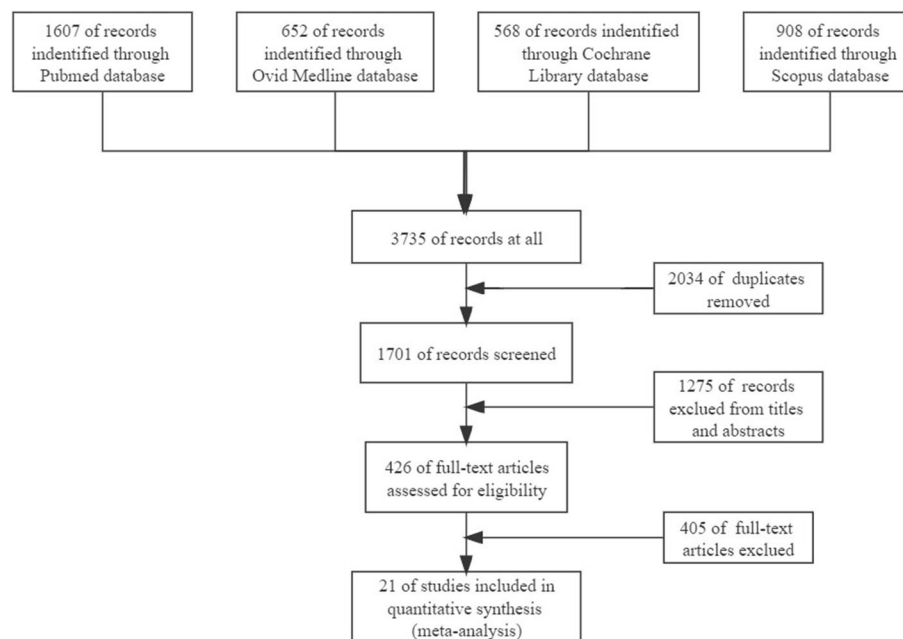 1607 of records
indentified through
Pubmed database
652 of records
indentified through
Ovid Medline database
568 of records indentified
through Cochrane
Library database
908 of records
indentified through
Scopus database
3735 of records at all
2034 of duplicates
removed
1701 of records screened
1275 of records
exclued from titles
and abstracts
426 of full-text articles
assessed for eligibility
405 of full-text
articles exclued
21 of studies included in
quantitative synthesis
(meta-analysis)